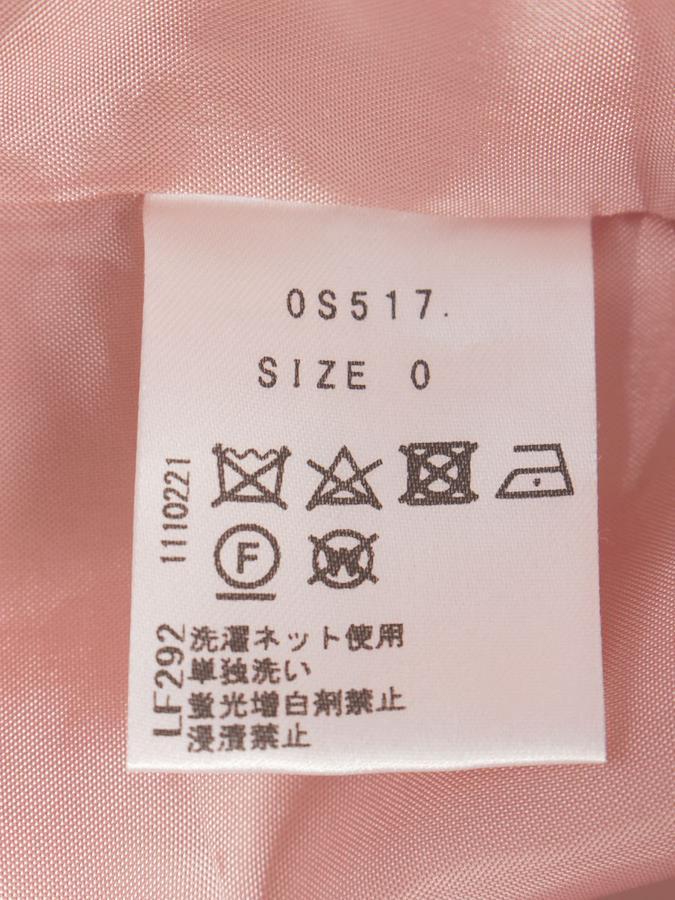 0S517.
SIZE 0
1110221
F
W
LF292
洗濯ネット使用
単独洗い
蛍光増白剤禁止
浸漬禁止